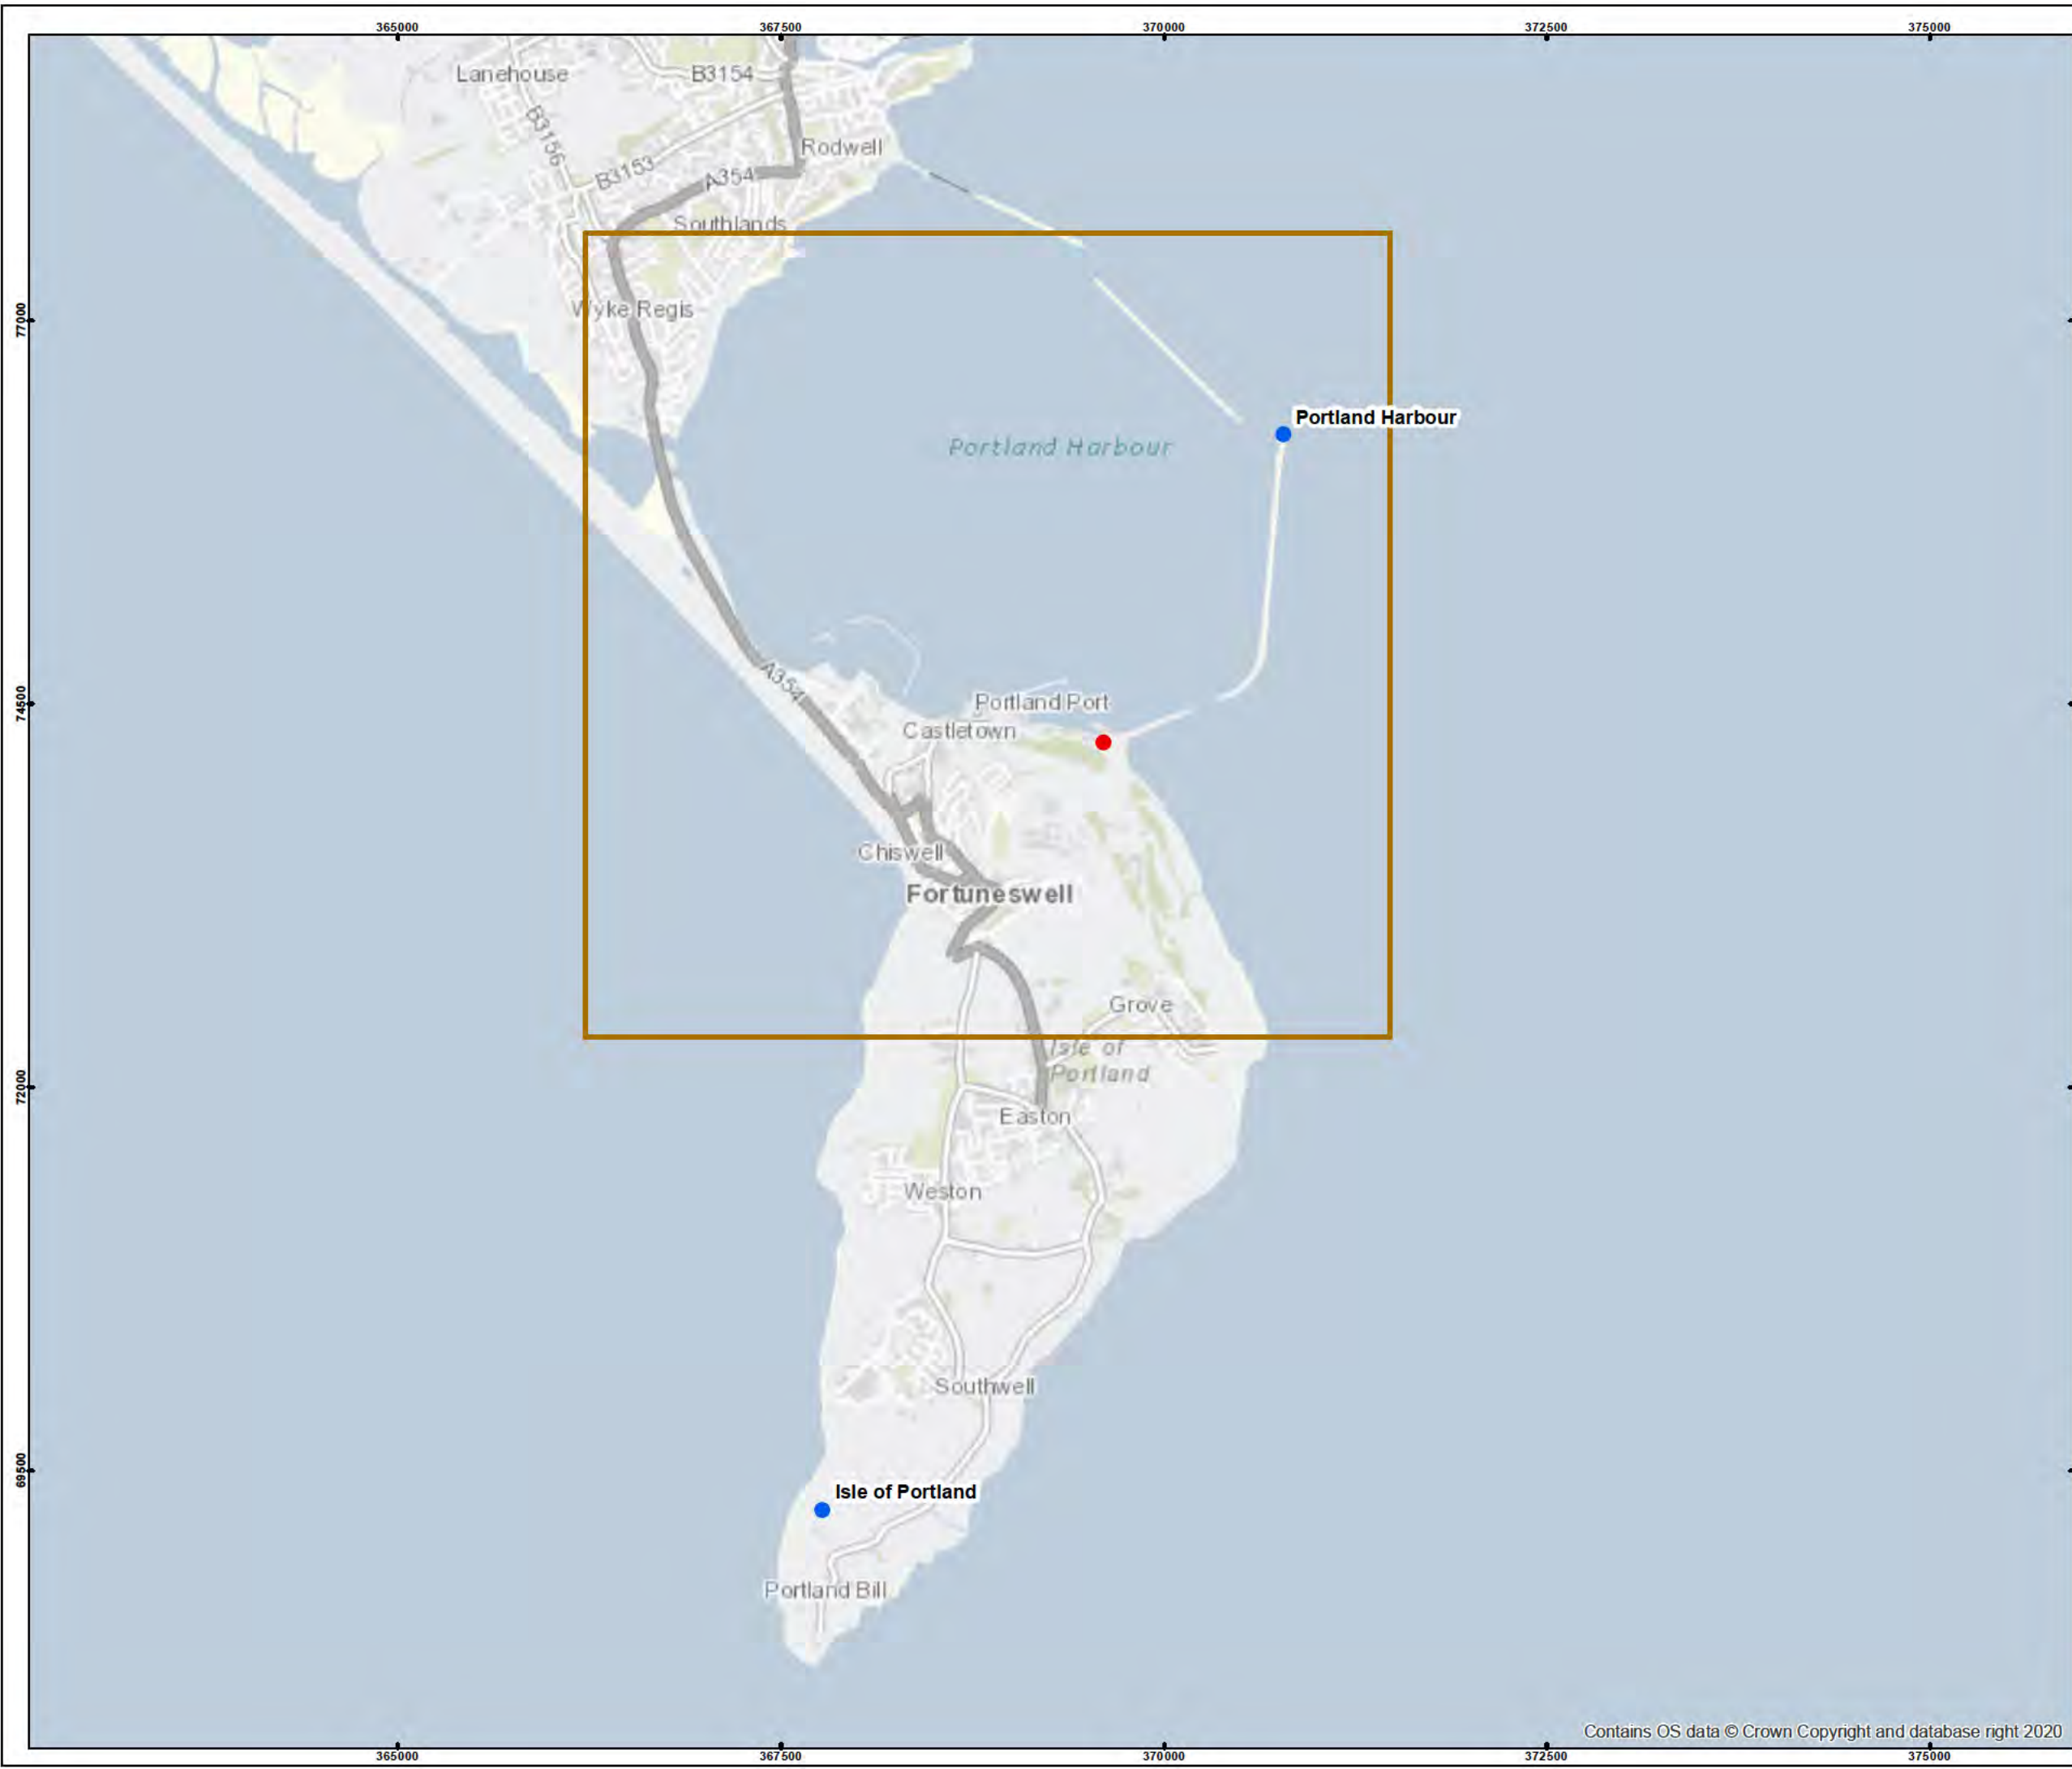 365000
367500
370000
372500
375000
Lanehouse
B3154
B3156
Rodwell
B3153
A354
Southlands
77000
Wyke Regis
Portland Harbour
Portland Harbour
A354
74500
Portland Port
Castletown
Chiswell
Fortuneswell
Grove
Isle of
Portland
72000
Easton
Weston
Southwell
69500
Isle of Portland
Portland Bill
Contains OS data © Crown Copyright and database right 2020
365000
367500
370000
372500
375000